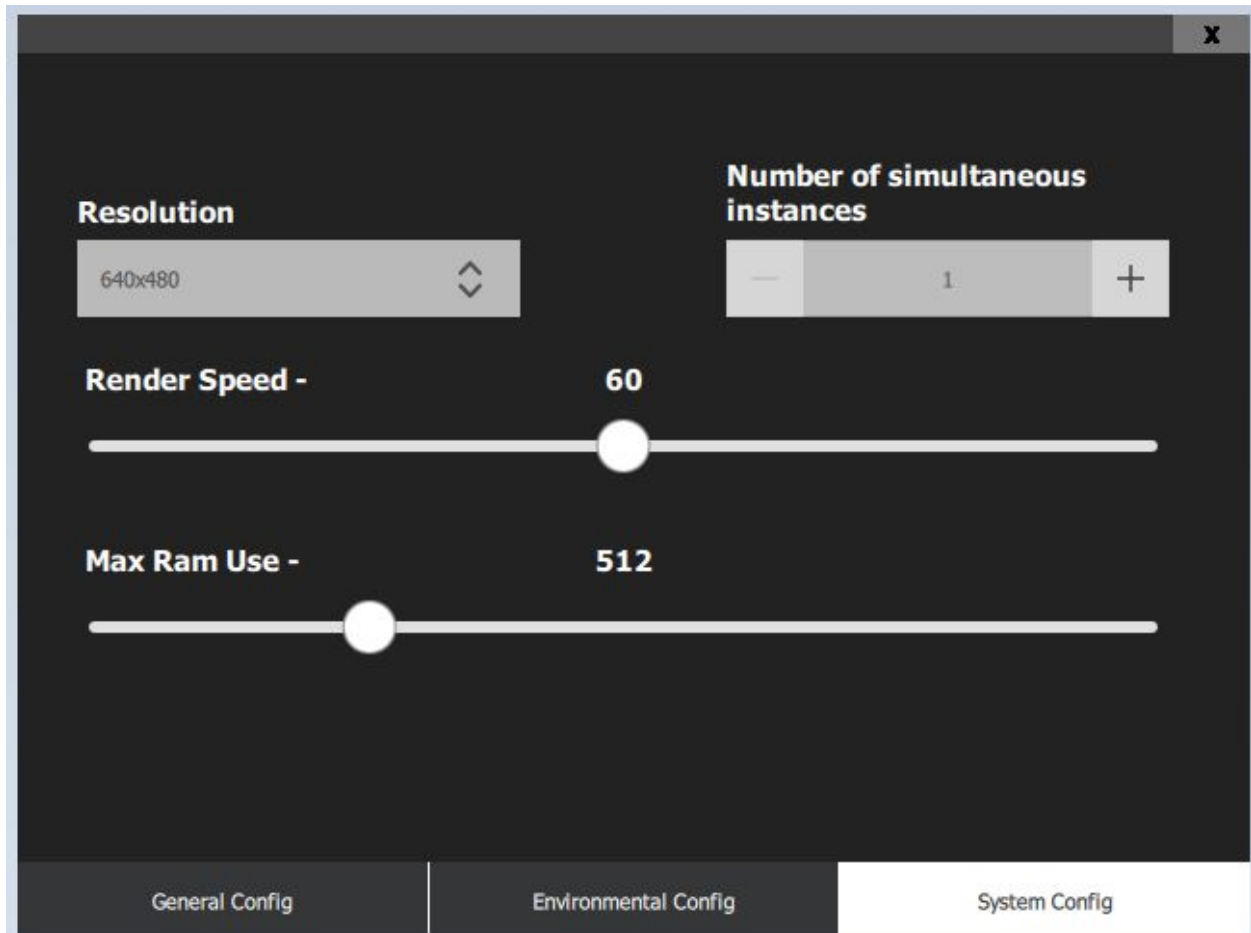 X
Number of simultaneous
instances
Resolution
640x480
1
Render Speed - 60
Max Ram Use - 512
General Config Environmental Config System Config